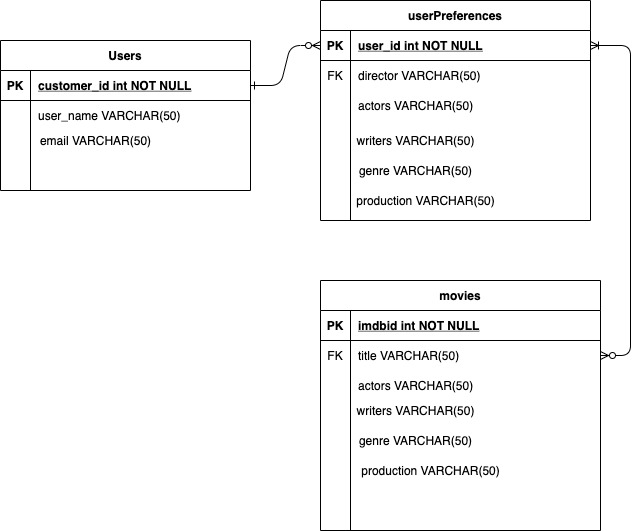 Users
PK customer_id int NOT NULL
user_name VARCHAR(50)
email VARCHAR(50)
userPreferences
PK user_id int NOT NULL
FK director VARCHAR(50)
actors VARCHAR(50)
writers VARCHAR(50)
genre VARCHAR(50)
production VARCHAR(50)
movies
PK imdbid int NOT NULL
FK title VARCHAR(50)
actors VARCHAR(50)
writers VARCHAR(50)
genre VARCHAR(50)
production VARCHAR(50)